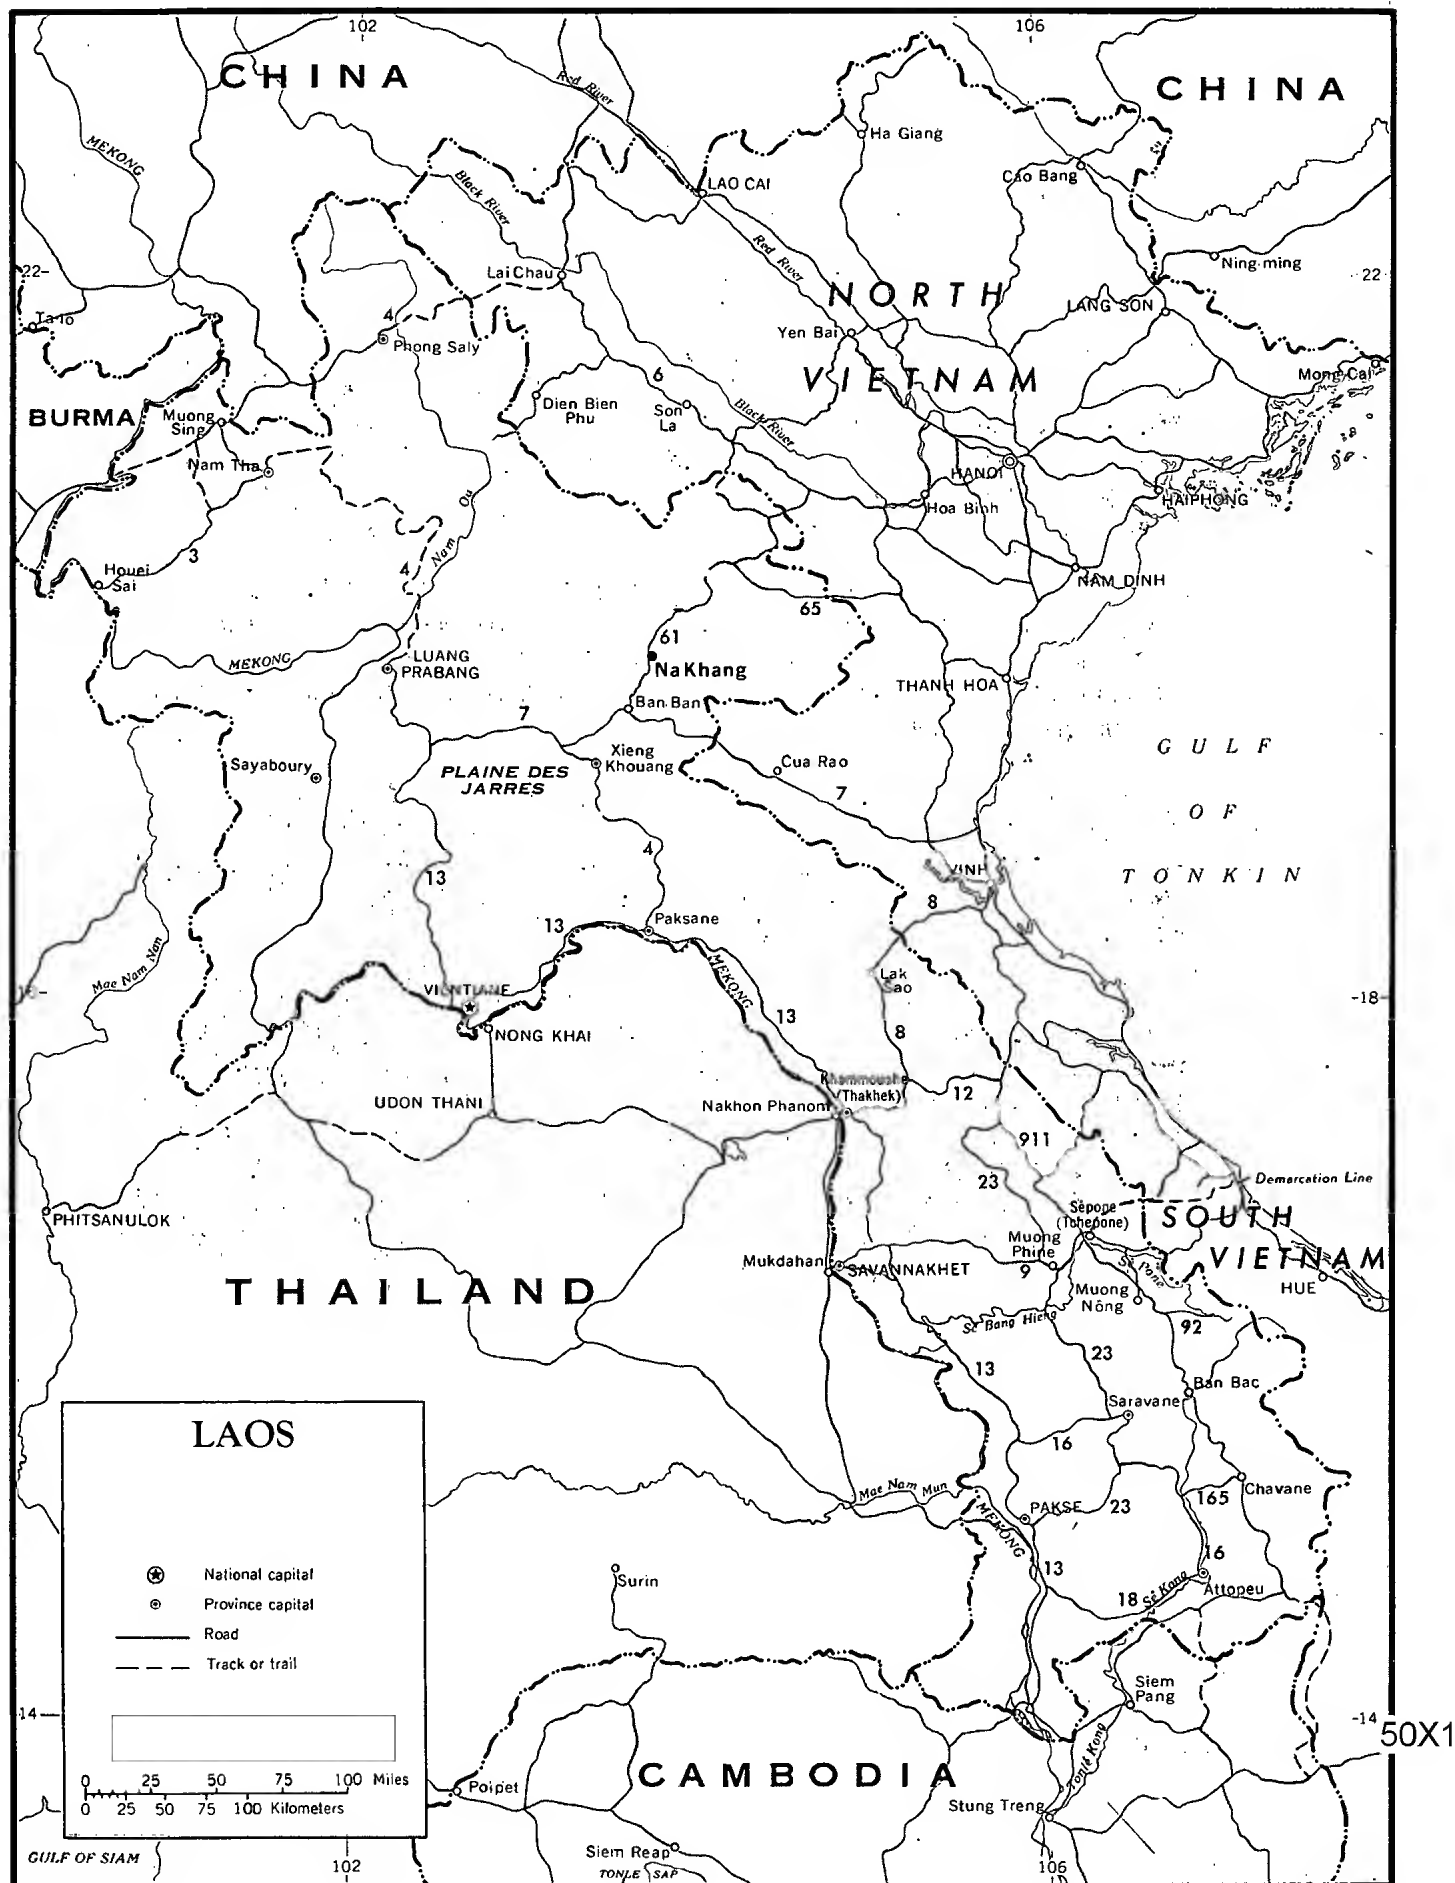 102
106
CHINA
CHINA
Red River
MEKONG
Ha Giang
Cao Bang
Black River
LAO CAI
Red River
22
Lai Chau
Ning-ming
22
NORTH
LANG SON
Ta-lo
4
Phong Saly
Yen Bai
VIETNAM
Mong Cai
BURMA
Muong
Sing
6
Dien Bien
Phu
Son
La
Black River
Nam Tha
HANOI
Hoa Binh
HAIPHONG
Nam Ou
3
Houei
Sai
4
NAM DINH
65
61
MEKONG
LUANG
PRABANG
NaKhang
THANH HOA
Ban Ban
7
GULF
OF
TONKIN
Sayaboury
Xieng
Khouang
Cua Rao
PLAINE DES
JARRES
7
4
13
VINH
8
Paksane
13
Mae Nam Nan
MEKONG
Lak
Sao
VIENTIANE
18
NONG KHAI
13
8
Khammouane
(Thakhek)
12
UDON THANI
Nakhon Phanom
911
23
Demarcation Line
PHITSANULOK
Sepone
(Tchepone)
SOUTH
VIETNAM
Muong
Phine
Mukdahan
SAVANNAKHET
9
Se Pone
HUE
THAILAND
Muong
Nông
Se Bang Hieng
92
23
13
Ban Bac
Saravane
LAOS
16
Mae Nam Mun
Chavane
165
PAKSE
23
MEKONG
16
National capital
Surin
13
18
Se Kong
Attopeu
Province capital
Road
Track or trail
Siem
Pang
14
14
50X1
0 25 50 75 100 Miles
0 25 50 75 100 Kilometers
CAMBODIA
Poipet
Tonle Kong
Stung Treng
Siem Reap
GULF OF SIAM
102
TONLE SAP
106